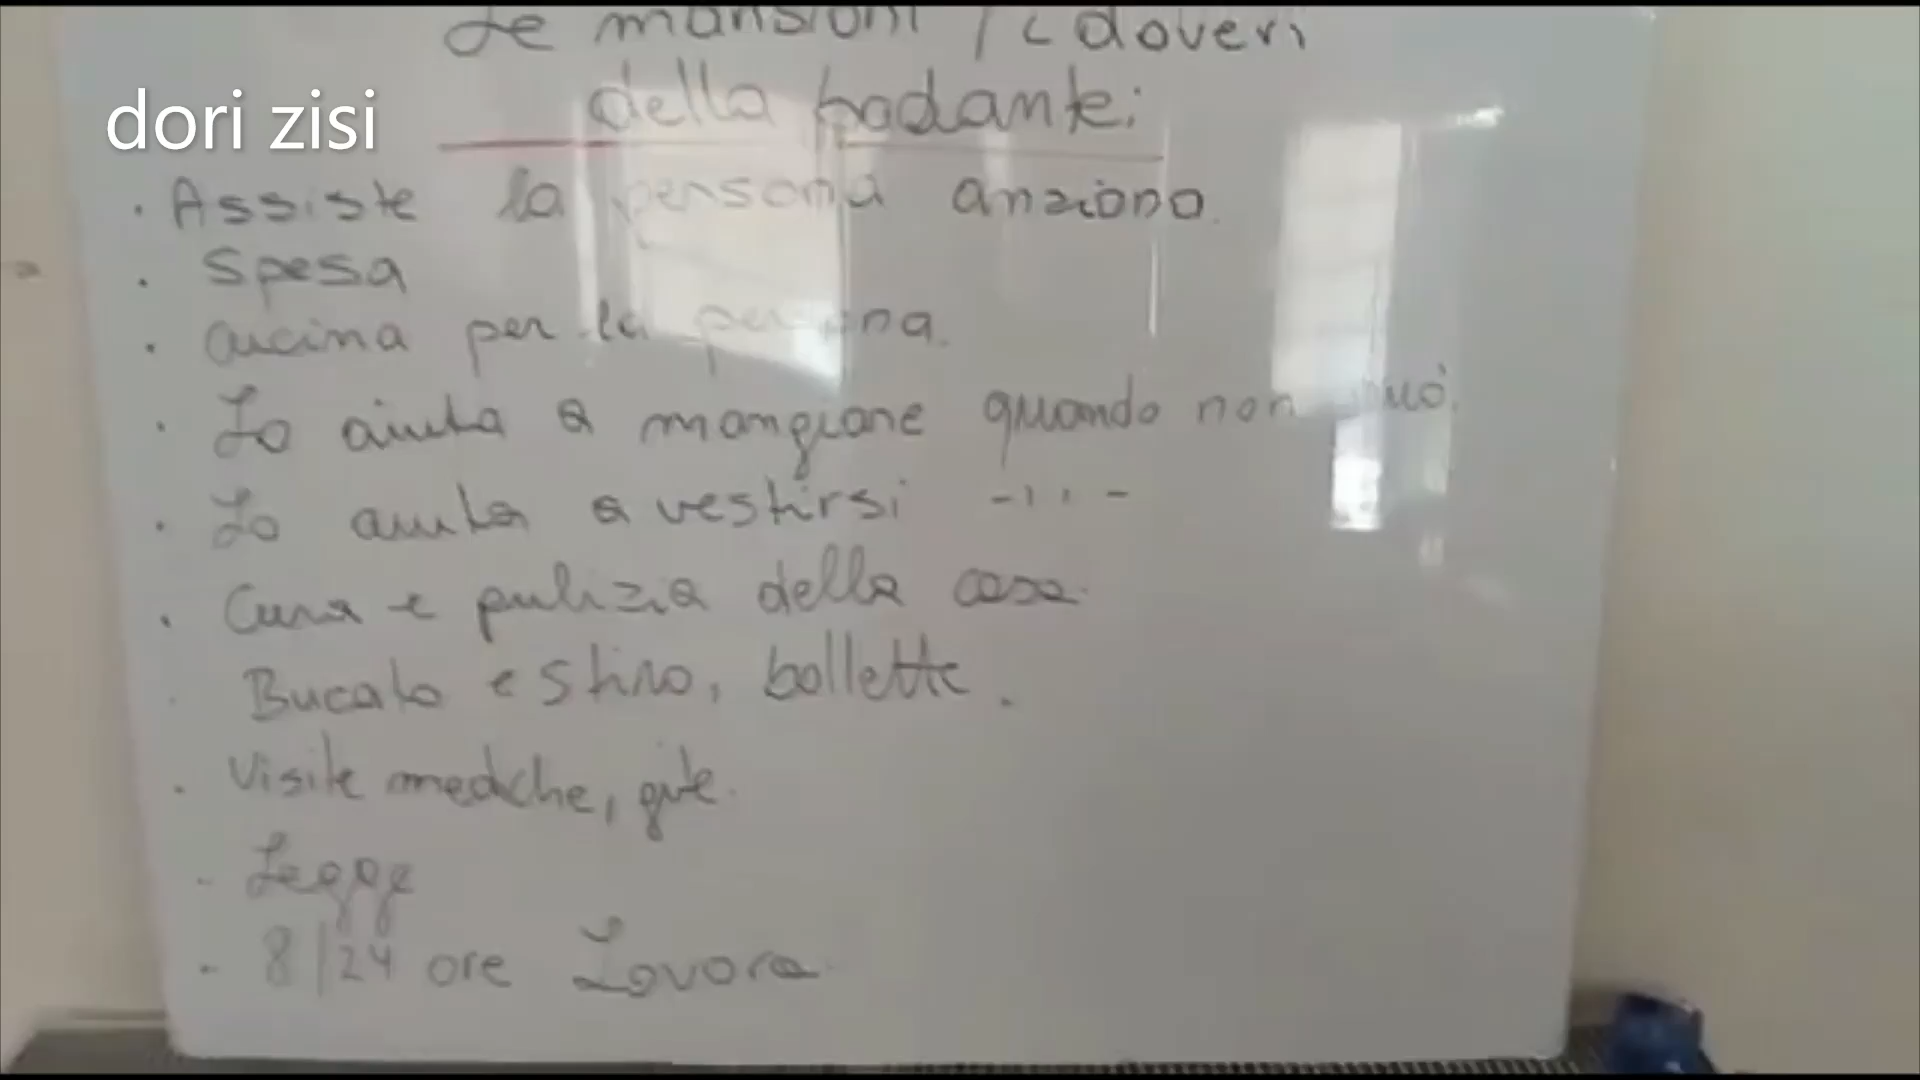 Le mansioni / i doveri
della badante:
dori zisi
· Assiste la persona anziana.
· Spesa
· cucina per la persona.
· Lo aiuta a mangiare quando non può.
· Lo aiuta a vestirsi -11-
· Cura e pulizia della casa.
· Bucato e stiro, bollette.
· Visite mediche, gite.
- Legge
- 8/24 ore Lavora